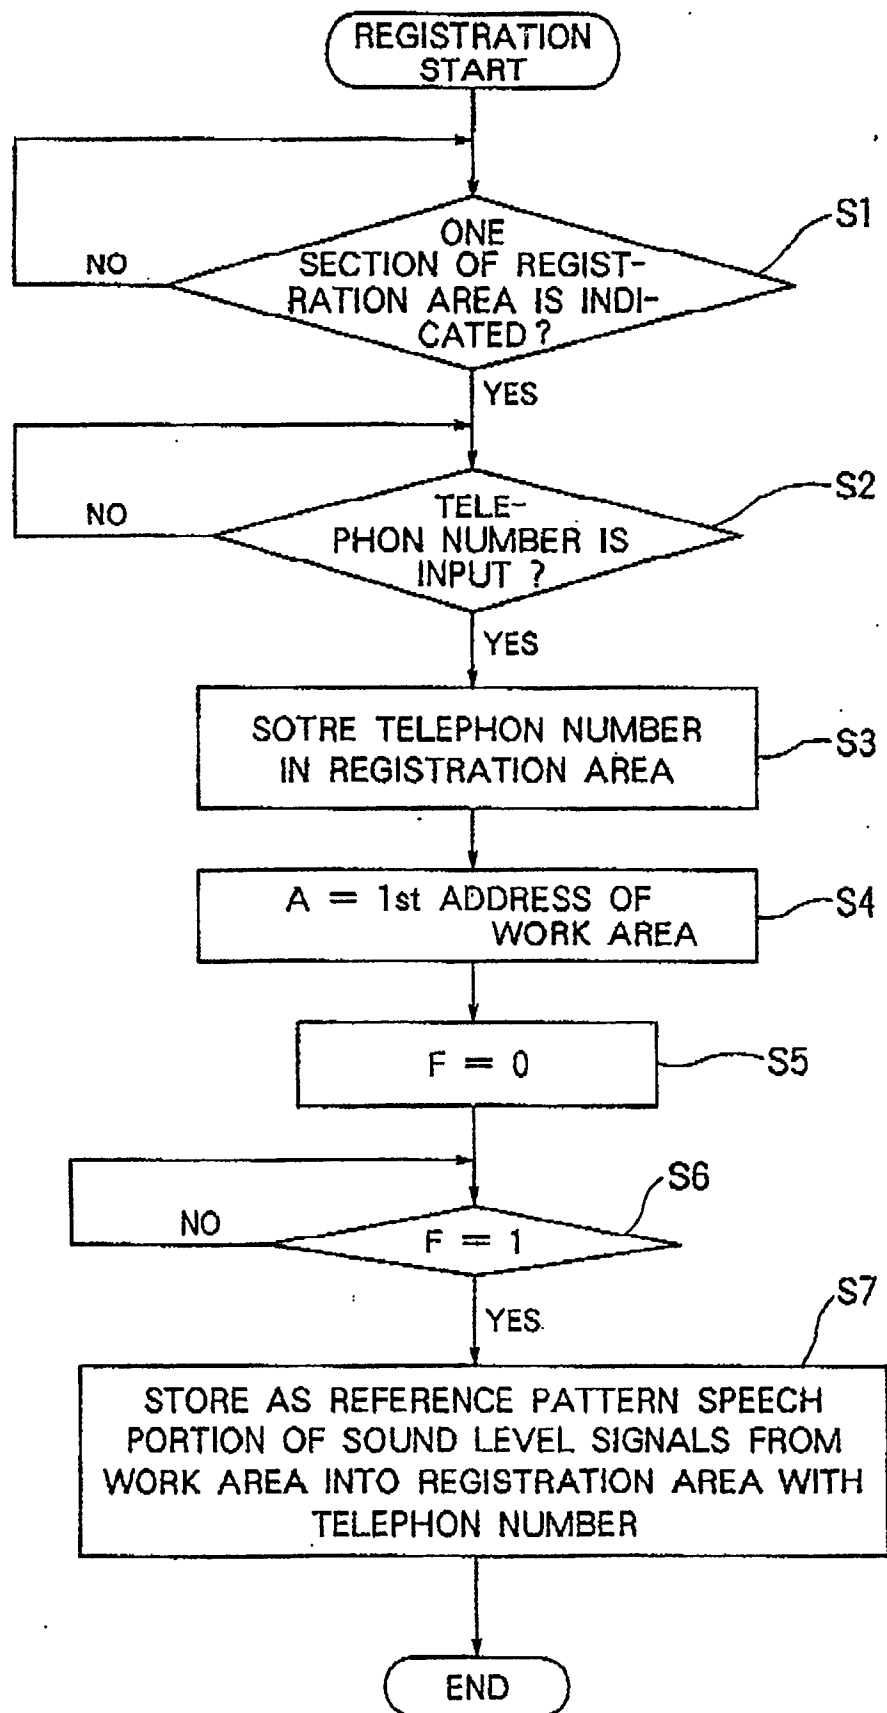 REGISTRATION
START
S1
ONE
SECTION OF REGIST-
RATION AREA IS INDI-
CATED ?
NO
YES
S2
TELE-
PHON NUMBER IS
INPUT ?
NO
YES
S3
SOTRE TELEPHON NUMBER
IN REGISTRATION AREA
S4
A = 1st ADDRESS OF
WORK AREA
S5
F = 0
S6
F = 1
NO
YES
S7
STORE AS REFERENCE PATTERN SPEECH
PORTION OF SOUND LEVEL SIGNALS FROM
WORK AREA INTO REGISTRATION AREA WITH
TELEPHON NUMBER
END